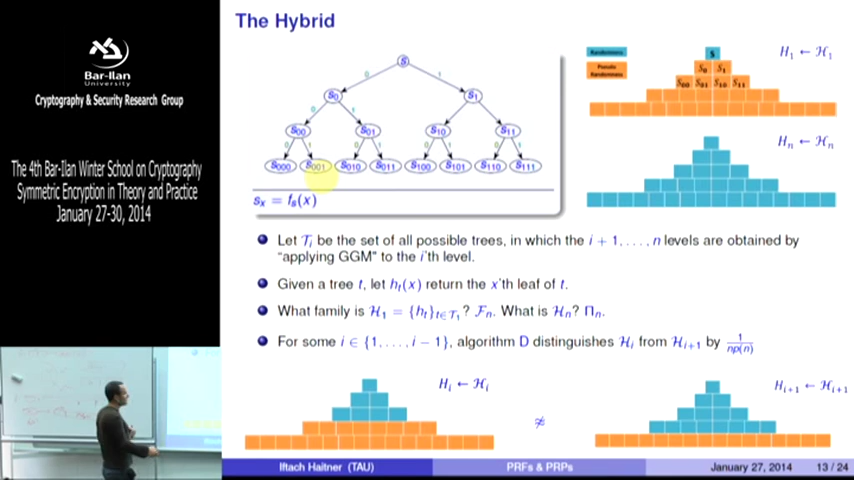 The Hybrid
Bar-Ilan
University
Cryptography & Security Research Group
The 4th Bar-Ilan Winter School on Cryptography
Symmetric Encryption in Theory and Practice
January 27-30, 2014
S
0 1
S₀ S₁
0 1
S₀₀ S₀₁ S₁₀ S₁₁
0 1 0 1 0 1 0 1
S₀₀₀ S₀₀₁ S₀₁₀ S₀₁₁ S₁₀₀ S₁₀₁ S₁₁₀ S₁₁₁
sₓ = fₛ(x)
Randomness
Pseudo
Randomness
S
S₀ S₁
S₀₀ S₀₁ S₁₀ S₁₁
H₁ ← ℋ₁
Hₙ ← ℋₙ
Let 𝒯ᵢ be the set of all possible trees, in which the i + 1, . . . , n levels are obtained by
"applying GGM" to the i'th level.
Given a tree t, let hₜ(x) return the x'th leaf of t.
What family is ℋ₁ = {hₜ}ₜ∈𝒯₁? ℱₙ. What is ℋₙ? Πₙ.
For some i ∈ {1, . . . , i − 1}, algorithm D distinguishes ℋᵢ from ℋᵢ₊₁ by 1/np(n)
Hᵢ ← ℋᵢ
≉
Hᵢ₊₁ ← ℋᵢ₊₁
Iftach Haitner (TAU) PRFs & PRPs January 27, 2014 13 / 24